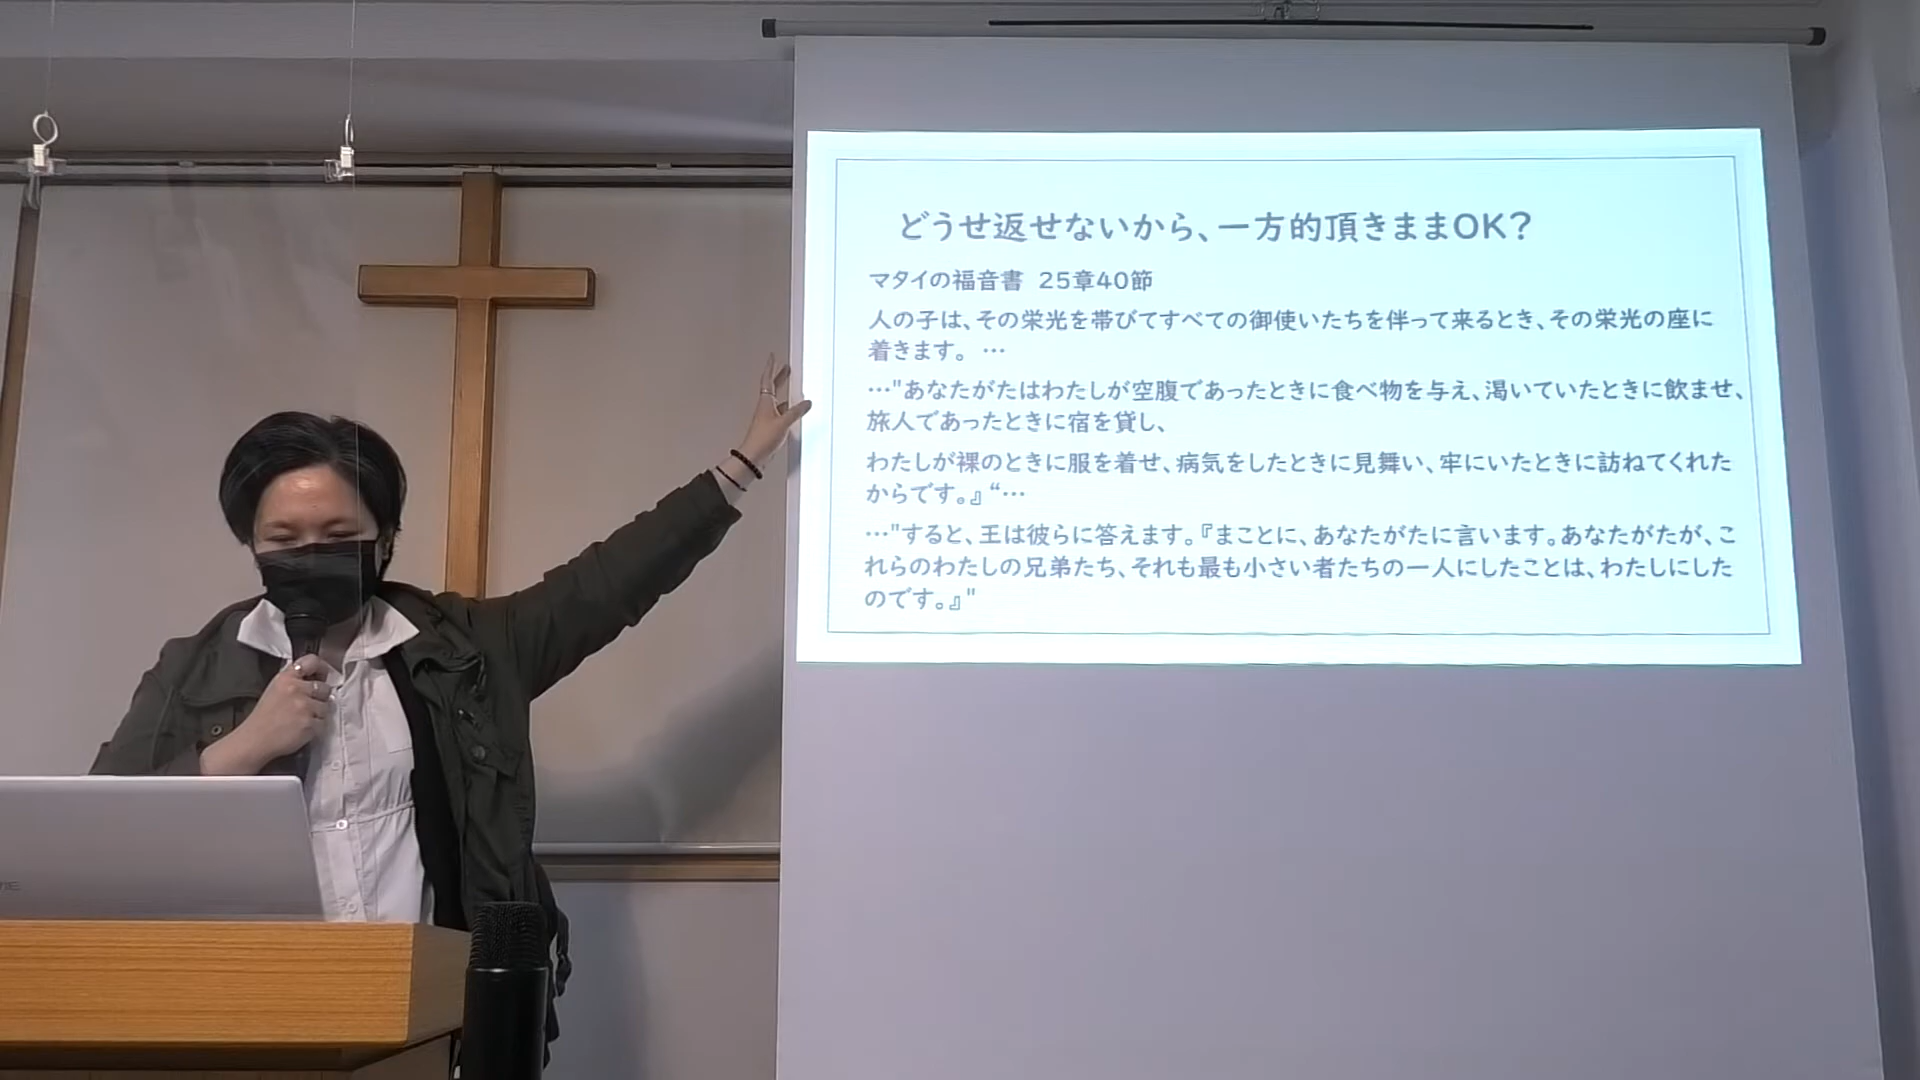 どうせ返せないから、一方的頂きままOK?
マタイの福音書 25章40節
人の子は、その栄光を帯びてすべての御使いたちを伴って来るとき、その栄光の座に
着きます。 …
…"あなたがたはわたしが空腹であったときに食べ物を与え、渇いていたときに飲ませ、
旅人であったときに宿を貸し、
わたしが裸のときに服を着せ、病気をしたときに見舞い、牢にいたときに訪ねてくれた
からです。』“…
…"すると、王は彼らに答えます。『まことに、あなたがたに言います。あなたがたが、こ
れらのわたしの兄弟たち、それも最も小さい者たちの一人にしたことは、わたしにした
のです。』"